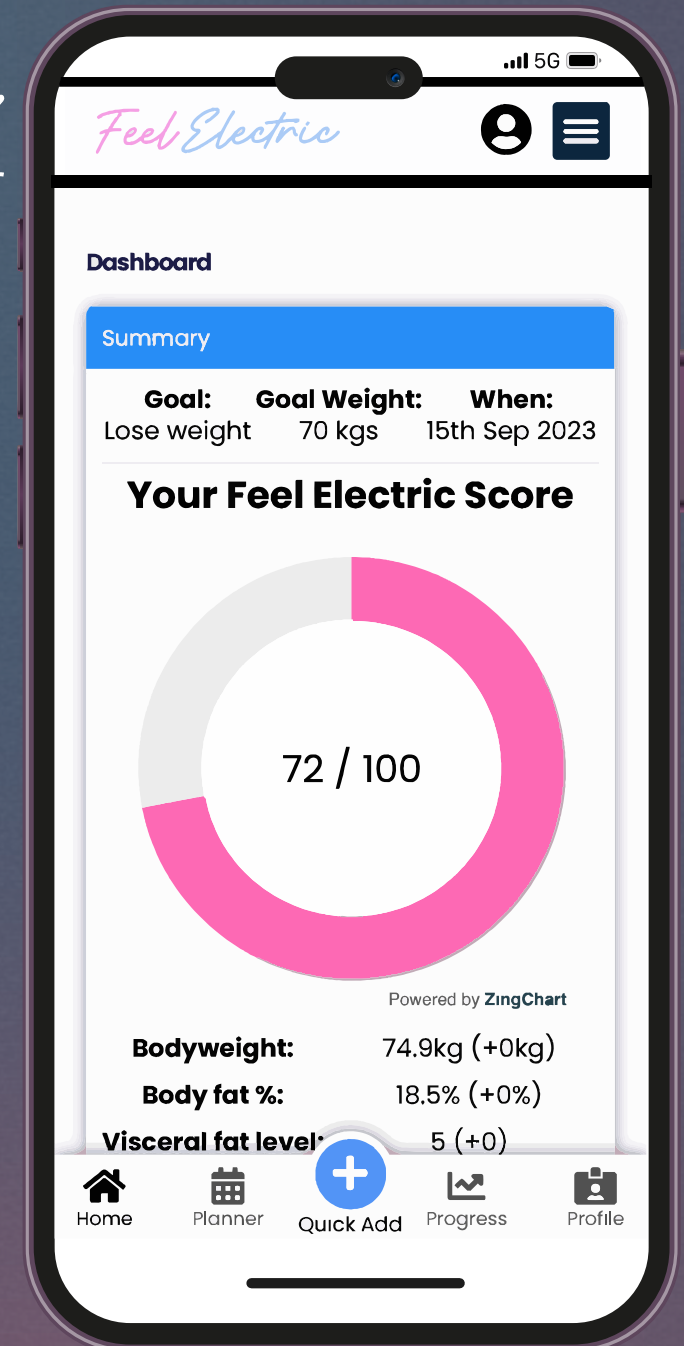 5G
Feel Electric
Dashboard
Summary
Goal: Goal Weight: When:
Lose weight 70 kgs 15th Sep 2023
Your Feel Electric Score
72 / 100
Powered by ZingChart
Bodyweight: 74.9kg (+0kg)
Body fat %: 18.5% (+0%)
Visceral fat level: 5 (+0)
Home Planner Quick Add Progress Profile